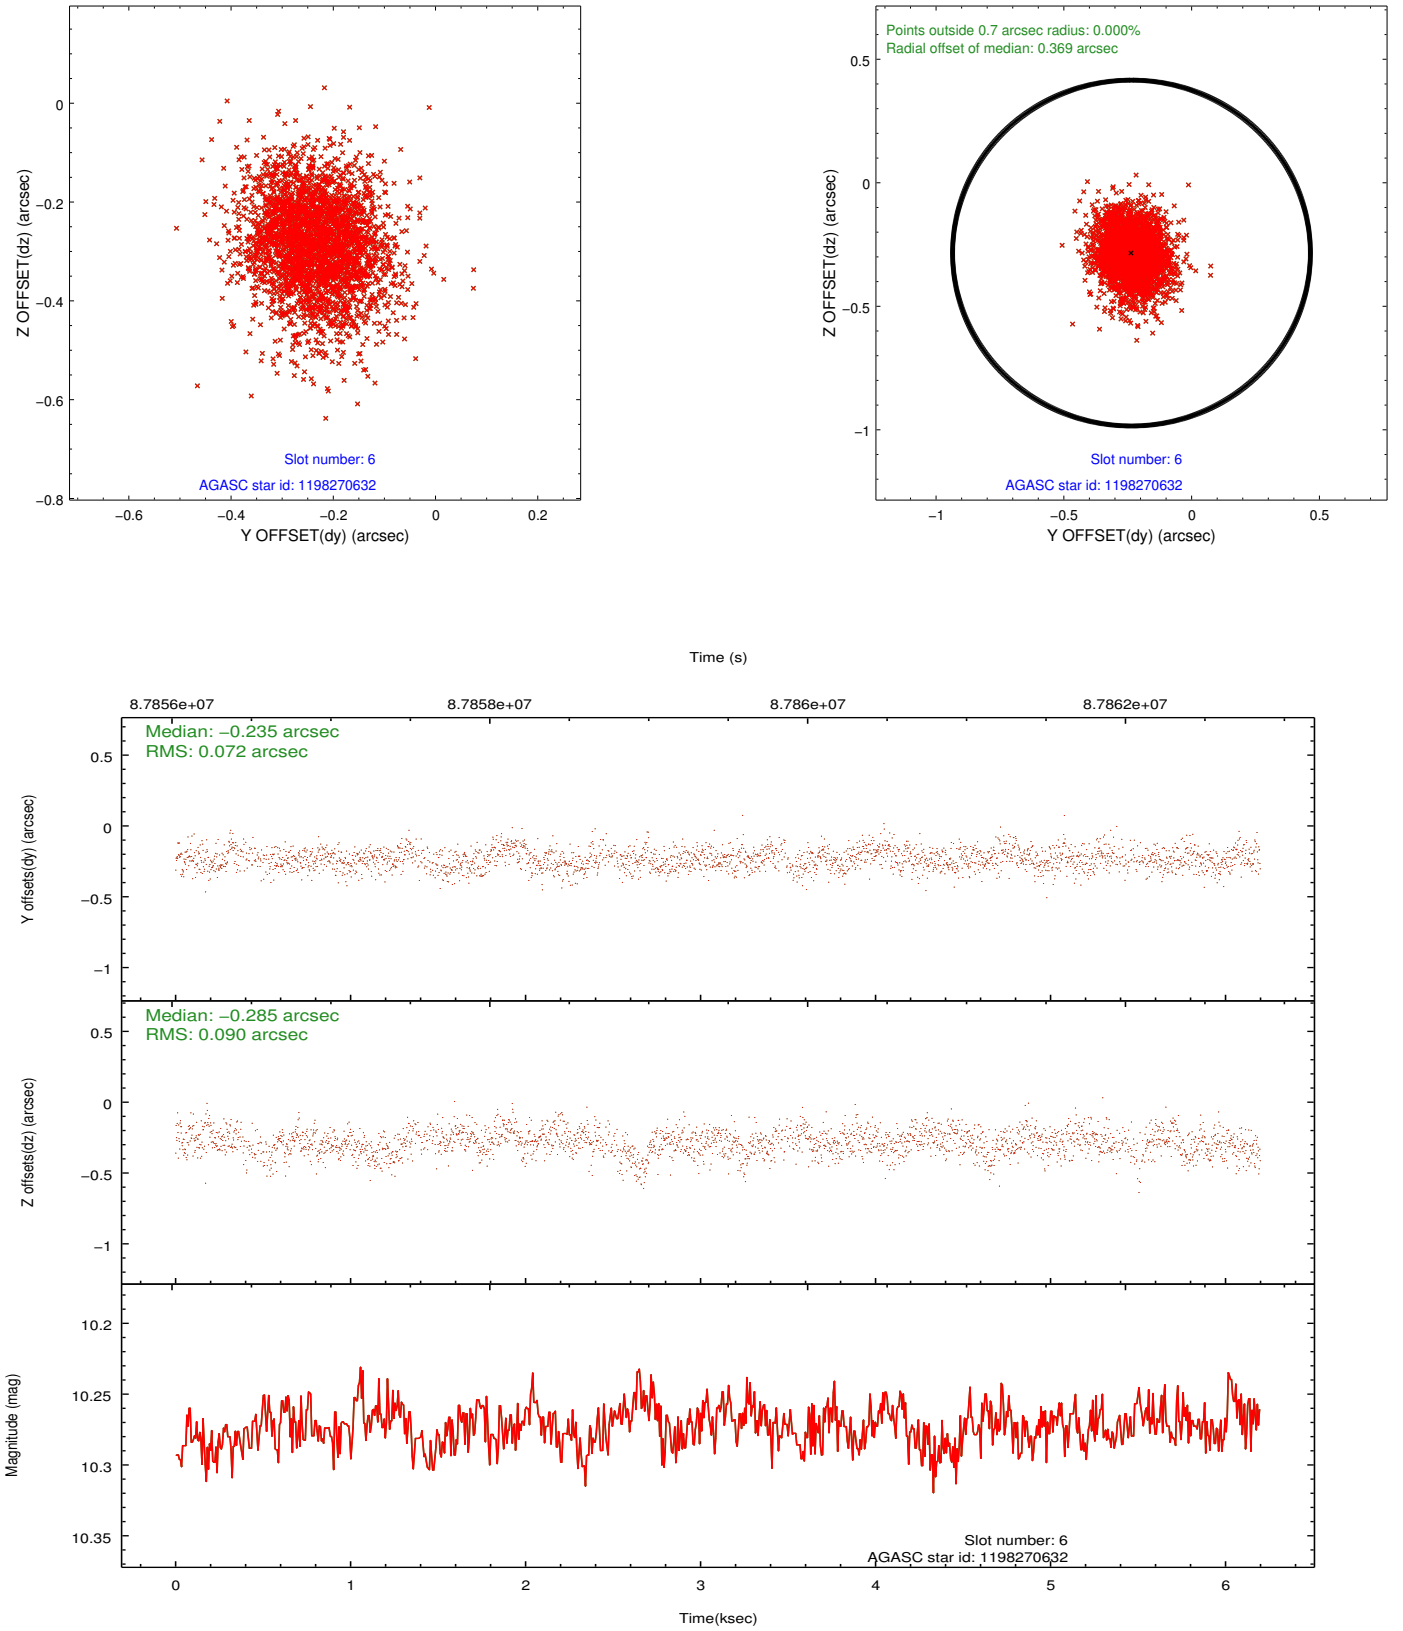 0
−0.2
−0.4
−0.6
−0.8
Z OFFSET(dz) (arcsec)
Slot number: 6
AGASC star id: 1198270632
−0.6 −0.4 −0.2 0 0.2
Y OFFSET(dy) (arcsec)
Points outside 0.7 arcsec radius: 0.000%
Radial offset of median: 0.369 arcsec
0.5
0
−0.5
−1
Z OFFSET(dz) (arcsec)
Slot number: 6
AGASC star id: 1198270632
−1 −0.5 0 0.5
Y OFFSET(dy) (arcsec)
Time (s)
8.7856e+07 8.7858e+07 8.786e+07 8.7862e+07
Median: −0.235 arcsec
RMS: 0.072 arcsec
0.5
0
−0.5
−1
Y offsets(dy) (arcsec)
Median: −0.285 arcsec
RMS: 0.090 arcsec
0.5
0
−0.5
−1
Z offsets(dz) (arcsec)
10.2
10.25
10.3
10.35
Magnitude (mag)
Slot number: 6
AGASC star id: 1198270632
0 1 2 3 4 5 6
Time(ksec)